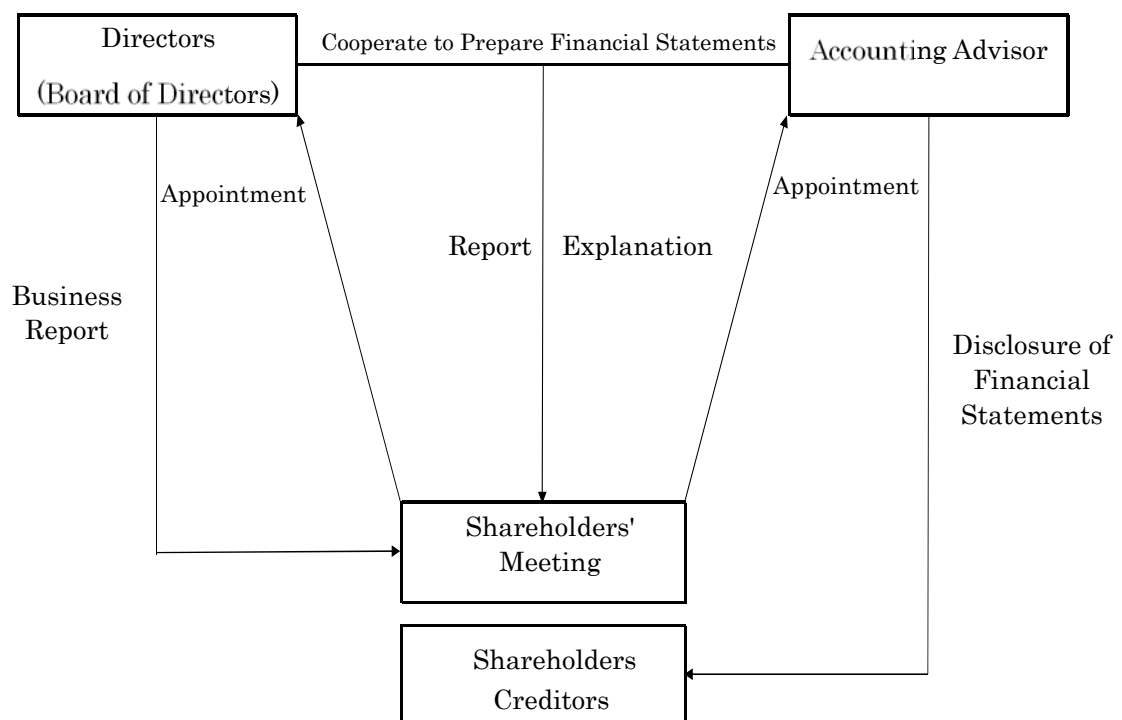 Directors
(Board of Directors)
Cooperate to Prepare Financial Statements
Accounting Advisor
Appointment
Appointment
Report
Explanation
Business
Report
Disclosure of
Financial
Statements
Shareholders'
Meeting
Shareholders
Creditors